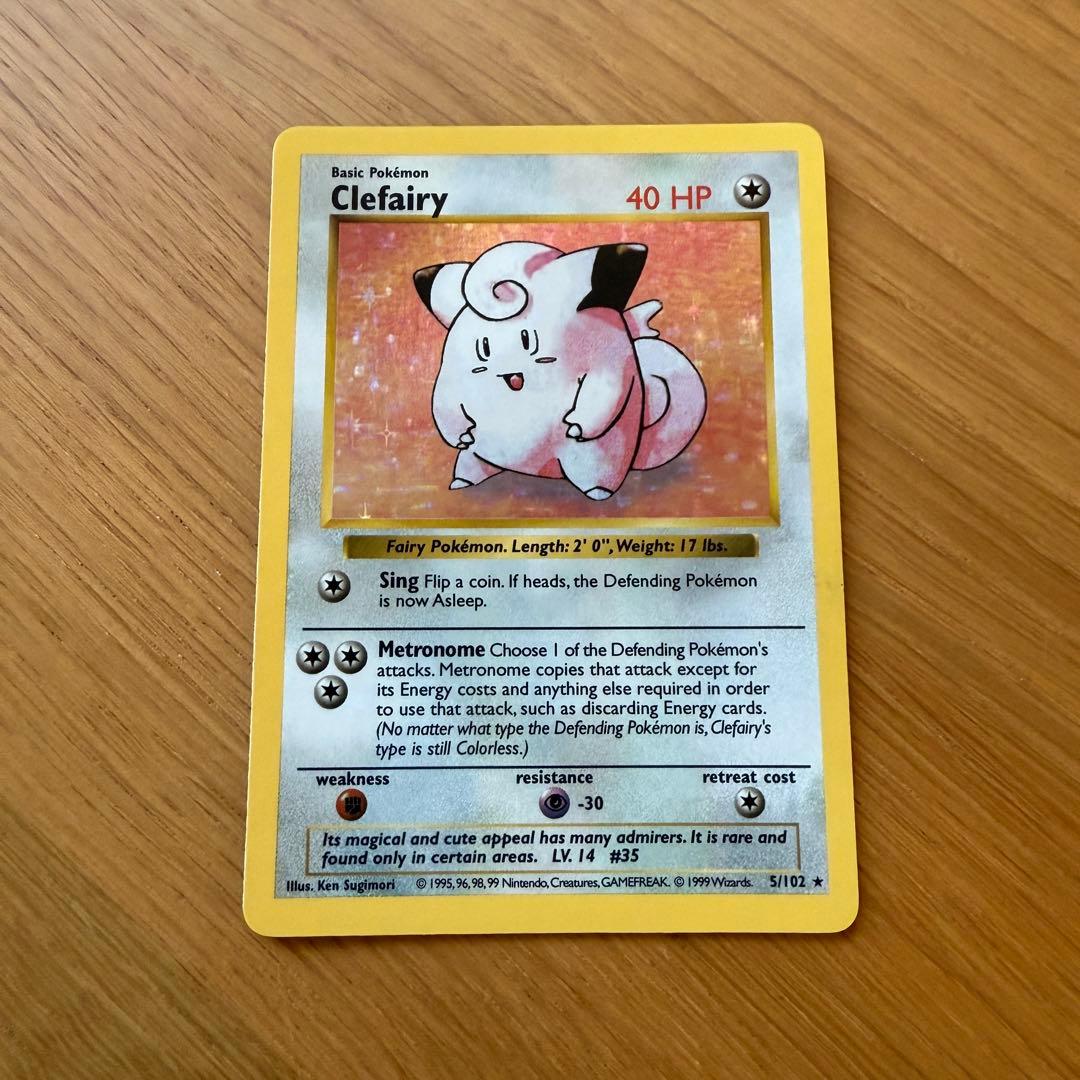 Basic Pokémon
Clefairy
40 HP
Fairy Pokémon. Length: 2' 0", Weight: 17 lbs.
Sing Flip a coin. If heads, the Defending Pokémon
is now Asleep.
Metronome Choose 1 of the Defending Pokémon's
attacks. Metronome copies that attack except for
its Energy costs and anything else required in order
to use that attack, such as discarding Energy cards.
(No matter what type the Defending Pokémon is, Clefairy's
type is still Colorless.)
weakness resistance retreat cost
-30
Its magical and cute appeal has many admirers. It is rare and
found only in certain areas. LV. 14 #35
Illus. Ken Sugimori © 1995, 96, 98, 99 Nintendo, Creatures, GAMEFREAK. © 1999 Wizards. 5/102 ★